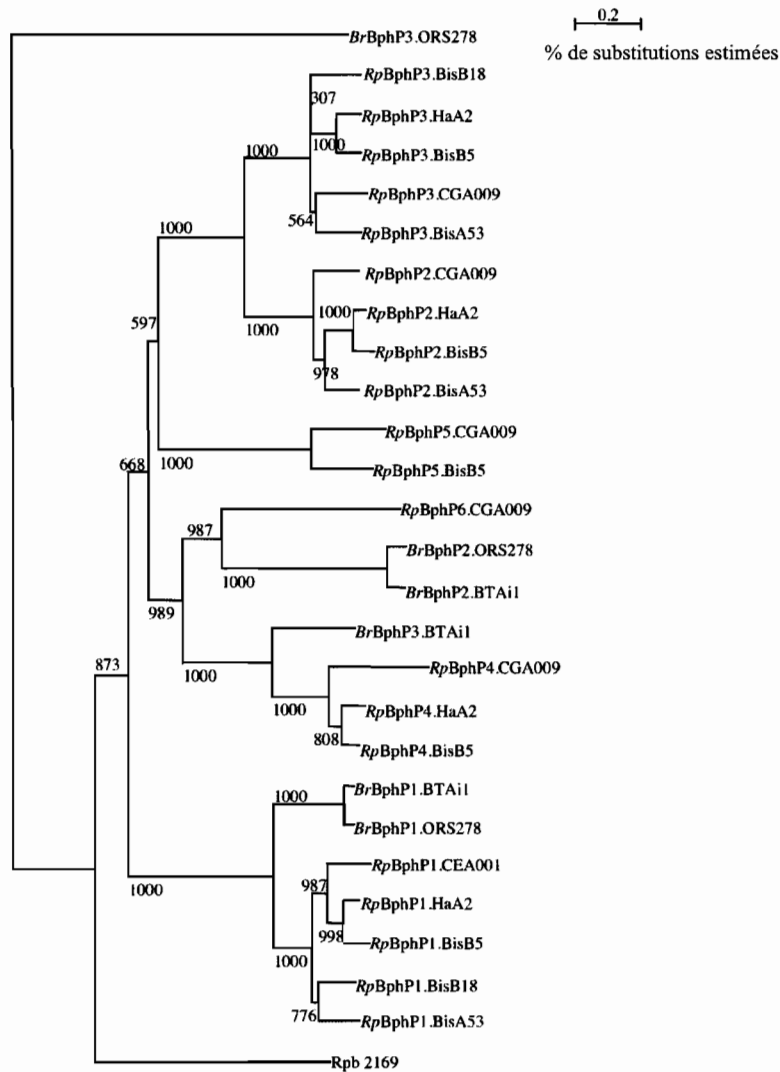 0.2
% de substitutions estimées
BrBphP3.ORS278
RpBphP3.BisB18
307
RpBphP3.HaA2
1000
RpBphP3.BisB5
1000
RpBphP3.CGA009
564
RpBphP3.BisA53
1000
RpBphP2.CGA009
1000
RpBphP2.HaA2
1000
597
RpBphP2.BisB5
978
RpBphP2.BisA53
RpBphP5.CGA009
668
1000
RpBphP5.BisB5
RpBphP6.CGA009
987
BrBphP2.ORS278
1000
BrBphP2.BTAi1
989
BrBphP3.BTAi1
873
1000
RpBphP4.CGA009
1000
RpBphP4.HaA2
808
RpBphP4.BisB5
1000
BrBphP1.BTAi1
BrBphP1.ORS278
RpBphP1.CEA001
1000
987
RpBphP1.HaA2
998
RpBphP1.BisB5
1000
RpBphP1.BisB18
776
RpBphP1.BisA53
Rpb 2169